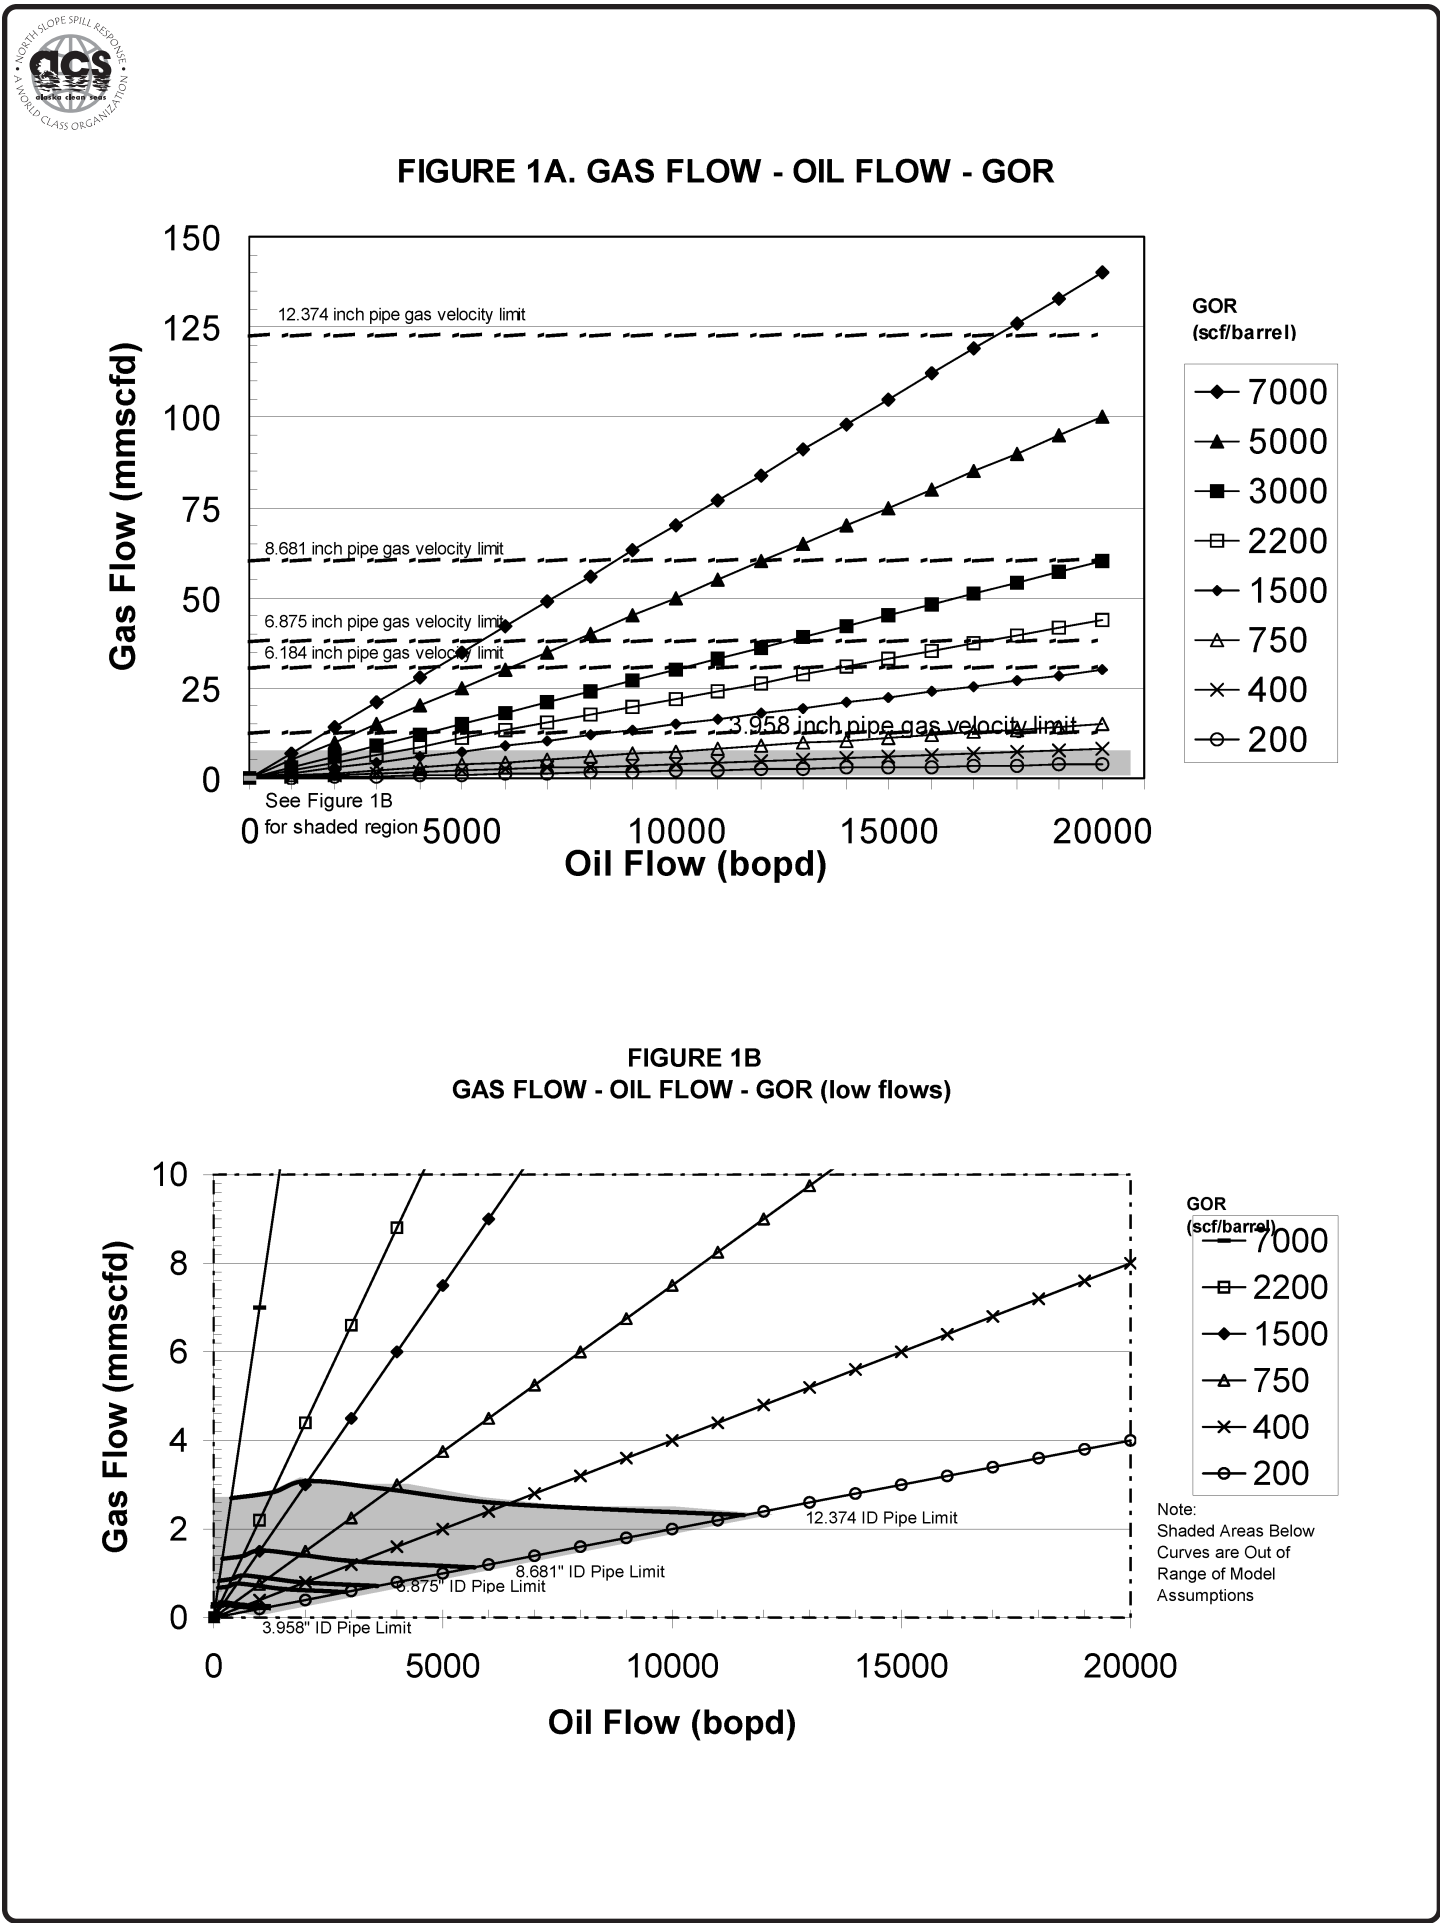 • NORTH SLOPE SPILL RESPONSE •
acs
alaska clean seas
A WORLD CLASS ORGANIZATION
FIGURE 1A. GAS FLOW - OIL FLOW - GOR
150
125
100
75
50
25
0
Gas Flow (mmscfd)
12.374 inch pipe gas velocity limit
8.681 inch pipe gas velocity limit
6.875 inch pipe gas velocity limit
6.184 inch pipe gas velocity limit
3.958 inch pipe gas velocity limit
See Figure 1B
for shaded region
0
5000
10000
15000
20000
Oil Flow (bopd)
GOR
(scf/barrel)
7000
5000
3000
2200
1500
750
400
200
FIGURE 1B
GAS FLOW - OIL FLOW - GOR (low flows)
10
8
6
4
2
0
Gas Flow (mmscfd)
12.374 ID Pipe Limit
8.681" ID Pipe Limit
6.875" ID Pipe Limit
3.958" ID Pipe Limit
0
5000
10000
15000
20000
Oil Flow (bopd)
GOR
(scf/barrel)
7000
2200
1500
750
400
200
Note:
Shaded Areas Below
Curves are Out of
Range of Model
Assumptions